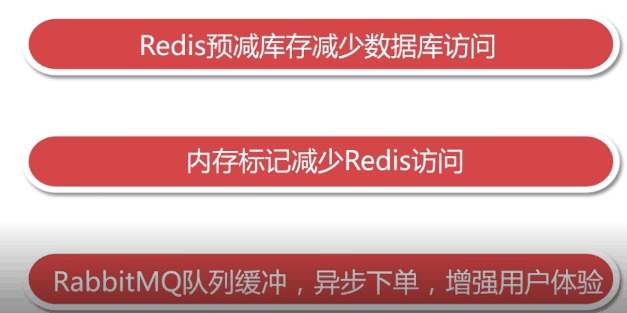 Redis预减库存减少数据库访问
内存标记减少Redis访问
RabbitMQ队列缓冲，异步下单，增强用户体验